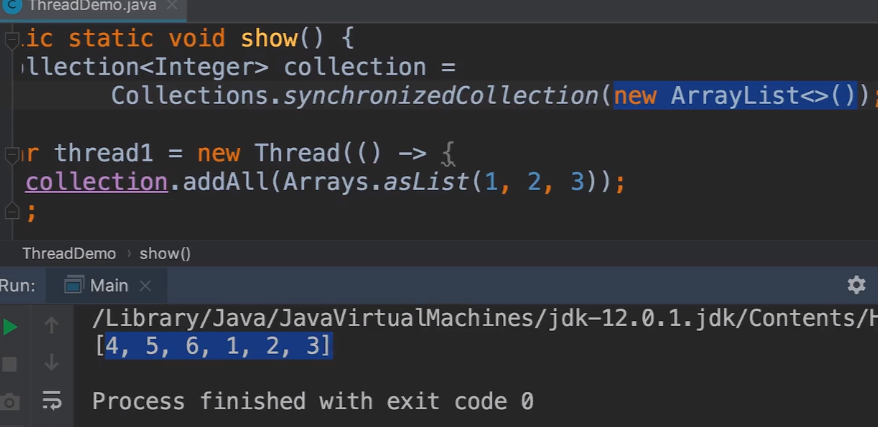 ThreadDemo.java
ic static void show() {
llection<Integer> collection =
Collections.synchronizedCollection(new ArrayList<>());
r thread1 = new Thread(() -> {
collection.addAll(Arrays.asList(1, 2, 3));
;
ThreadDemo › show()
Run: Main
/Library/Java/JavaVirtualMachines/jdk-12.0.1.jdk/Contents/H
[4, 5, 6, 1, 2, 3]
Process finished with exit code 0